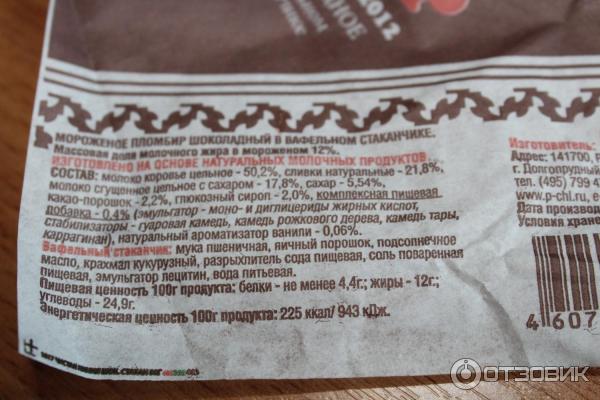 2012
МОРОЖЕНОЕ ПЛОМБИР ШОКОЛАДНЫЙ В ВАФЕЛЬНОМ СТАКАНЧИКЕ.
Массовая доля молочного жира в мороженом 12%.
ИЗГОТОВЛЕНО НА ОСНОВЕ НАТУРАЛЬНЫХ МОЛОЧНЫХ ПРОДУКТОВ
СОСТАВ: молоко коровье цельное - 50,2%, сливки натуральные - 21,8%,
молоко сгущенное цельное с сахаром - 17,8%, сахар - 5,54%,
какао-порошок - 2,2%, глюкозный сироп - 2,0%, комплексная пищевая
добавка - 0,4% (эмульгатор - моно- и диглицериды жирных кислот,
стабилизаторы - гуаровая камедь, камедь рожкового дерева, камедь тары,
каррагинан), натуральный ароматизатор ванили - 0,06%.
Вафельный стаканчик: мука пшеничная, яичный порошок, подсолнечное
масло, крахмал кукурузный, разрыхлитель сода пищевая, соль поваренная
пищевая, эмульгатор лецитин, вода питьевая.
Пищевая ценность 100г продукта: белки - не менее 4,4г.; жиры - 12г.;
углеводы - 24,9г.
Энергетическая ценность 100г продукта: 225 ккал/ 943 кДж.
Изготовитель:
Адрес: 141700, Р
г. Долгопрудный
тел. (495) 799 4
www.p-chl.ru, e-
Дата произво
Условия хране
4 607
ОТЗОВИК